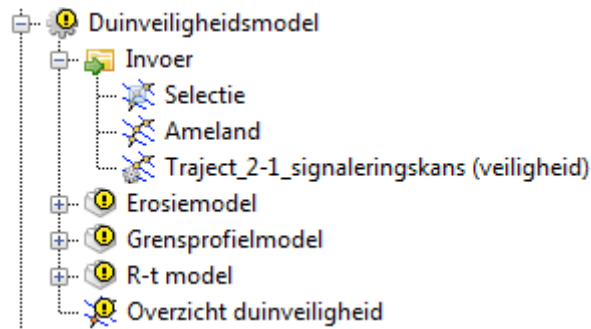 Duinveiligheidsmodel
Invoer
Selectie
Ameland
Traject_2-1_signaleringskans (veiligheid)
Erosiemodel
Grensprofielmodel
R-t model
Overzicht duinveiligheid